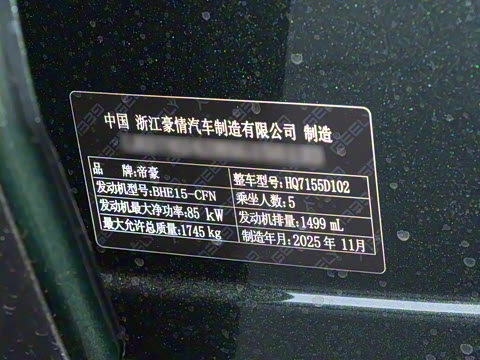 中国 浙江豪情汽车制造有限公司 制造
品 牌:帝豪 整车型号:HQ7155D102
发动机型号:BHE15-CFN 乘坐人数:5
发动机最大净功率:85 kW 发动机排量:1499 mL
最大允许总质量:1745 kg 制造年月:2025 年 11月